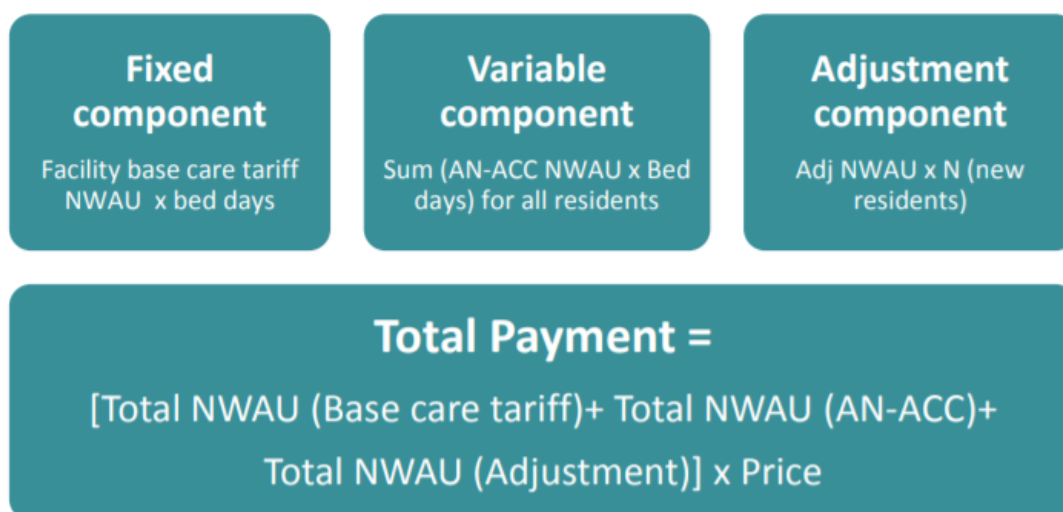 Fixed
component
Facility base care tariff
NWAU x bed days
Variable
component
Sum (AN-ACC NWAU x Bed
days) for all residents
Adjustment
component
Adj NWAU x N (new
residents)
Total Payment =
[Total NWAU (Base care tariff)+ Total NWAU (AN-ACC)+
Total NWAU (Adjustment)] x Price